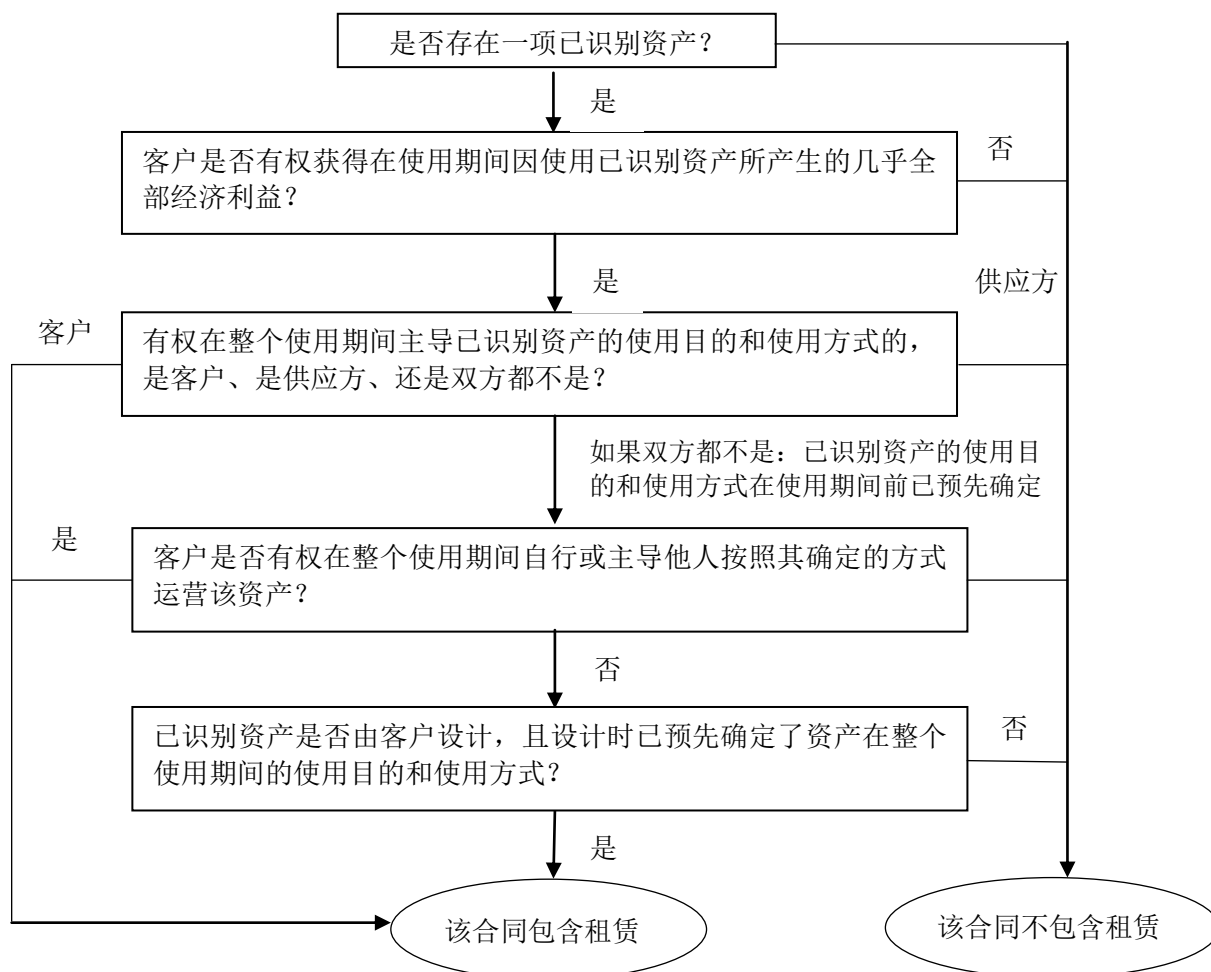 是否存在一项已识别资产?
是
客户是否有权获得在使用期间因使用已识别资产所产生的几乎全
部经济利益?
否
是
供应方
客户
有权在整个使用期间主导已识别资产的使用目的和使用方式的,
是客户、是供应方、还是双方都不是?
如果双方都不是:已识别资产的使用目
的和使用方式在使用期间前已预先确定
是
客户是否有权在整个使用期间自行或主导他人按照其确定的方式
运营该资产?
否
已识别资产是否由客户设计,且设计时已预先确定了资产在整个
使用期间的使用目的和使用方式?
否
是
该合同包含租赁
该合同不包含租赁